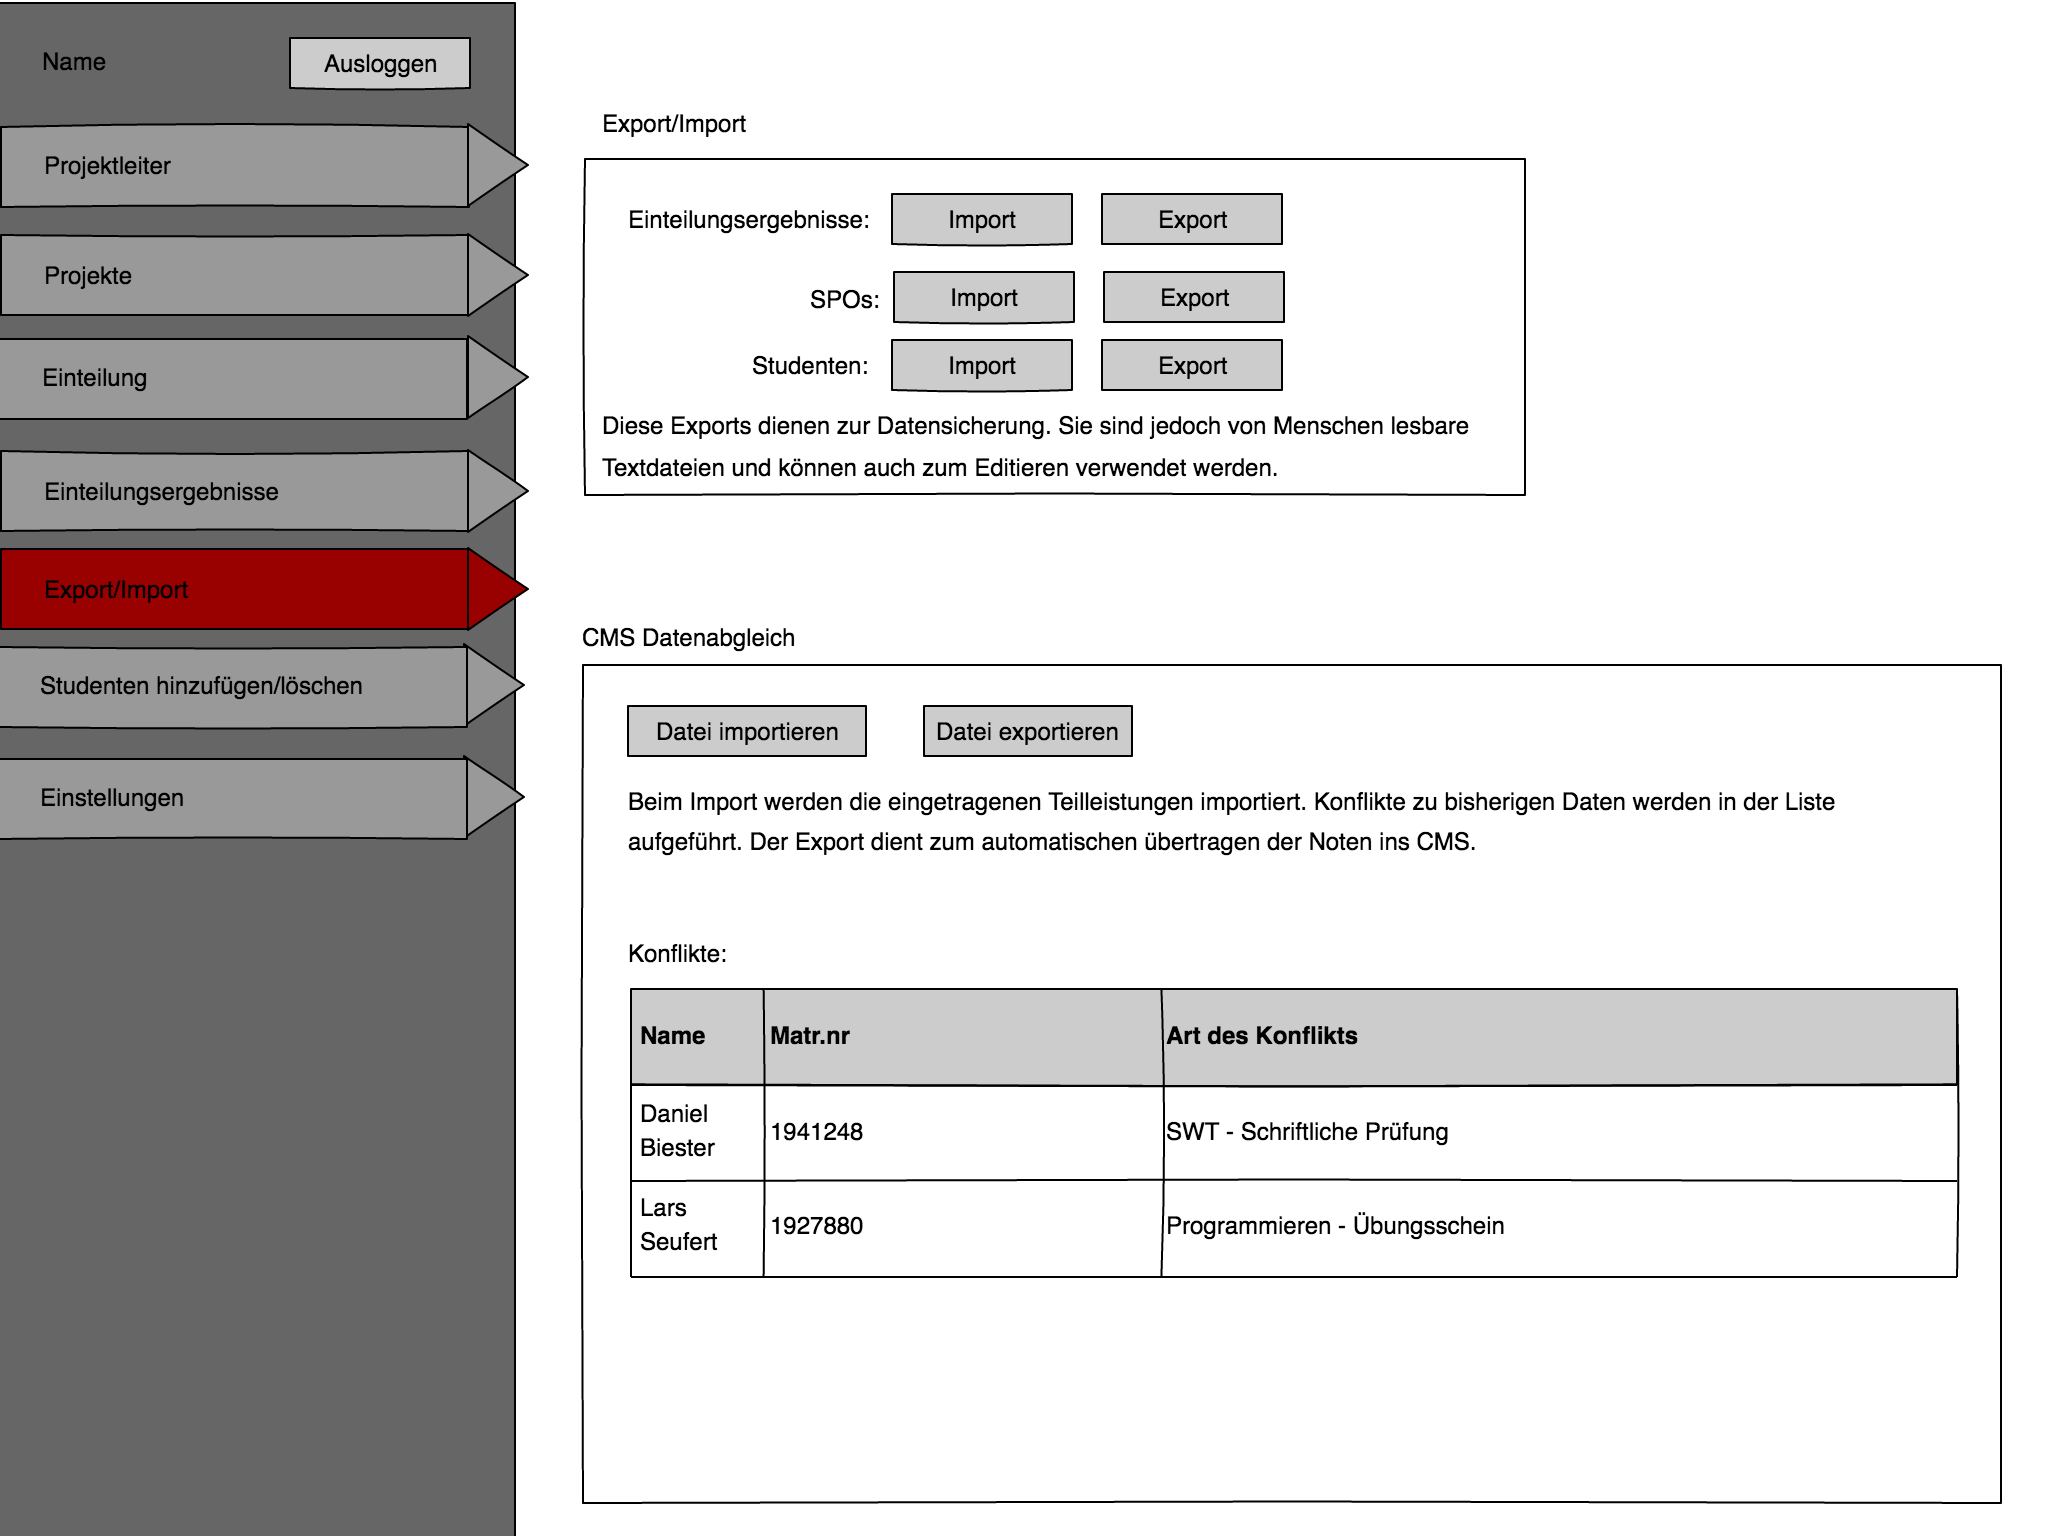 Name
Ausloggen
Projektleiter
Projekte
Einteilung
Einteilungsergebnisse
Export/Import
Studenten hinzufügen/löschen
Einstellungen
Export/Import
Einteilungsergebnisse: Import Export
SPOs: Import Export
Studenten: Import Export
Diese Exports dienen zur Datensicherung. Sie sind jedoch von Menschen lesbare
Textdateien und können auch zum Editieren verwendet werden.
CMS Datenabgleich
Datei importieren Datei exportieren
Beim Import werden die eingetragenen Teilleistungen importiert. Konflikte zu bisherigen Daten werden in der Liste
aufgeführt. Der Export dient zum automatischen übertragen der Noten ins CMS.
Konflikte:
Name Matr.nr Art des Konflikts
Daniel
Biester
1941248
SWT - Schriftliche Prüfung
Lars
Seufert
1927880
Programmieren - Übungsschein